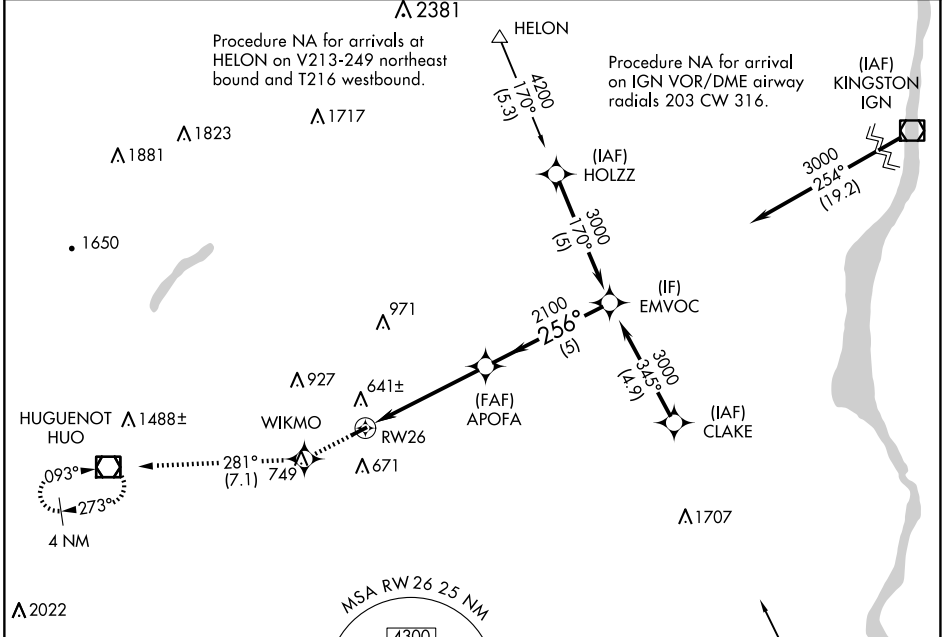 2381
HELON
Procedure NA for arrivals at
HELON on V213-249 northeast
bound and T216 westbound.
Procedure NA for arrival
on IGN VOR/DME airway
radials 203 CW 316.
(IAF)
KINGSTON
IGN
4200
170°
(5.3)
1717
1823
1881
(IAF)
HOLZZ
3000
254°
(19.2)
1650
3000
170°
(5)
(IF)
EMVOC
971
2100
256°
(5)
3000
345°
(4.9)
927
641±
(FAF)
APOFA
(IAF)
CLAKE
HUGUENOT
HUO
1488±
WIKMO
RW26
281°
(7.1)
749
671
093°
273°
4 NM
1707
2022
MSA RW 26 25 NM
4300